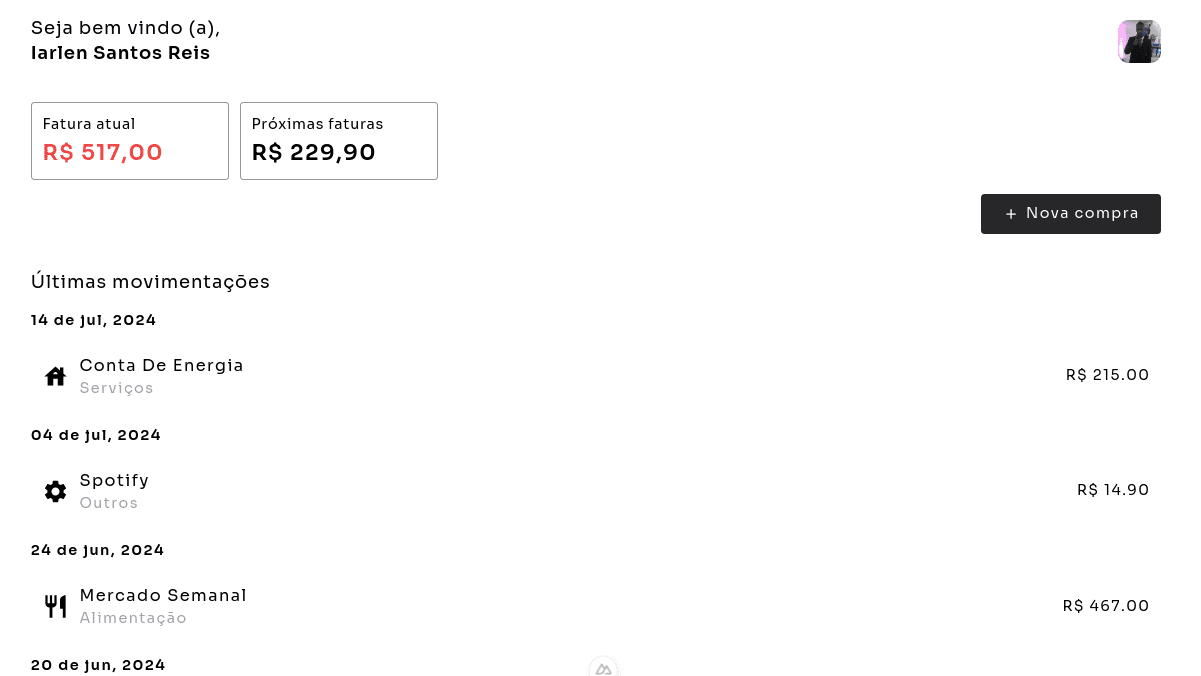 Seja bem vindo (a),
Iarlen Santos Reis
Fatura atual
R$ 517,00
Próximas faturas
R$ 229,90
+ Nova compra
Últimas movimentações
14 de jul, 2024
Conta De Energia
Serviços
R$ 215.00
04 de jul, 2024
Spotify
Outros
R$ 14.90
24 de jun, 2024
Mercado Semanal
Alimentação
R$ 467.00
20 de jun, 2024